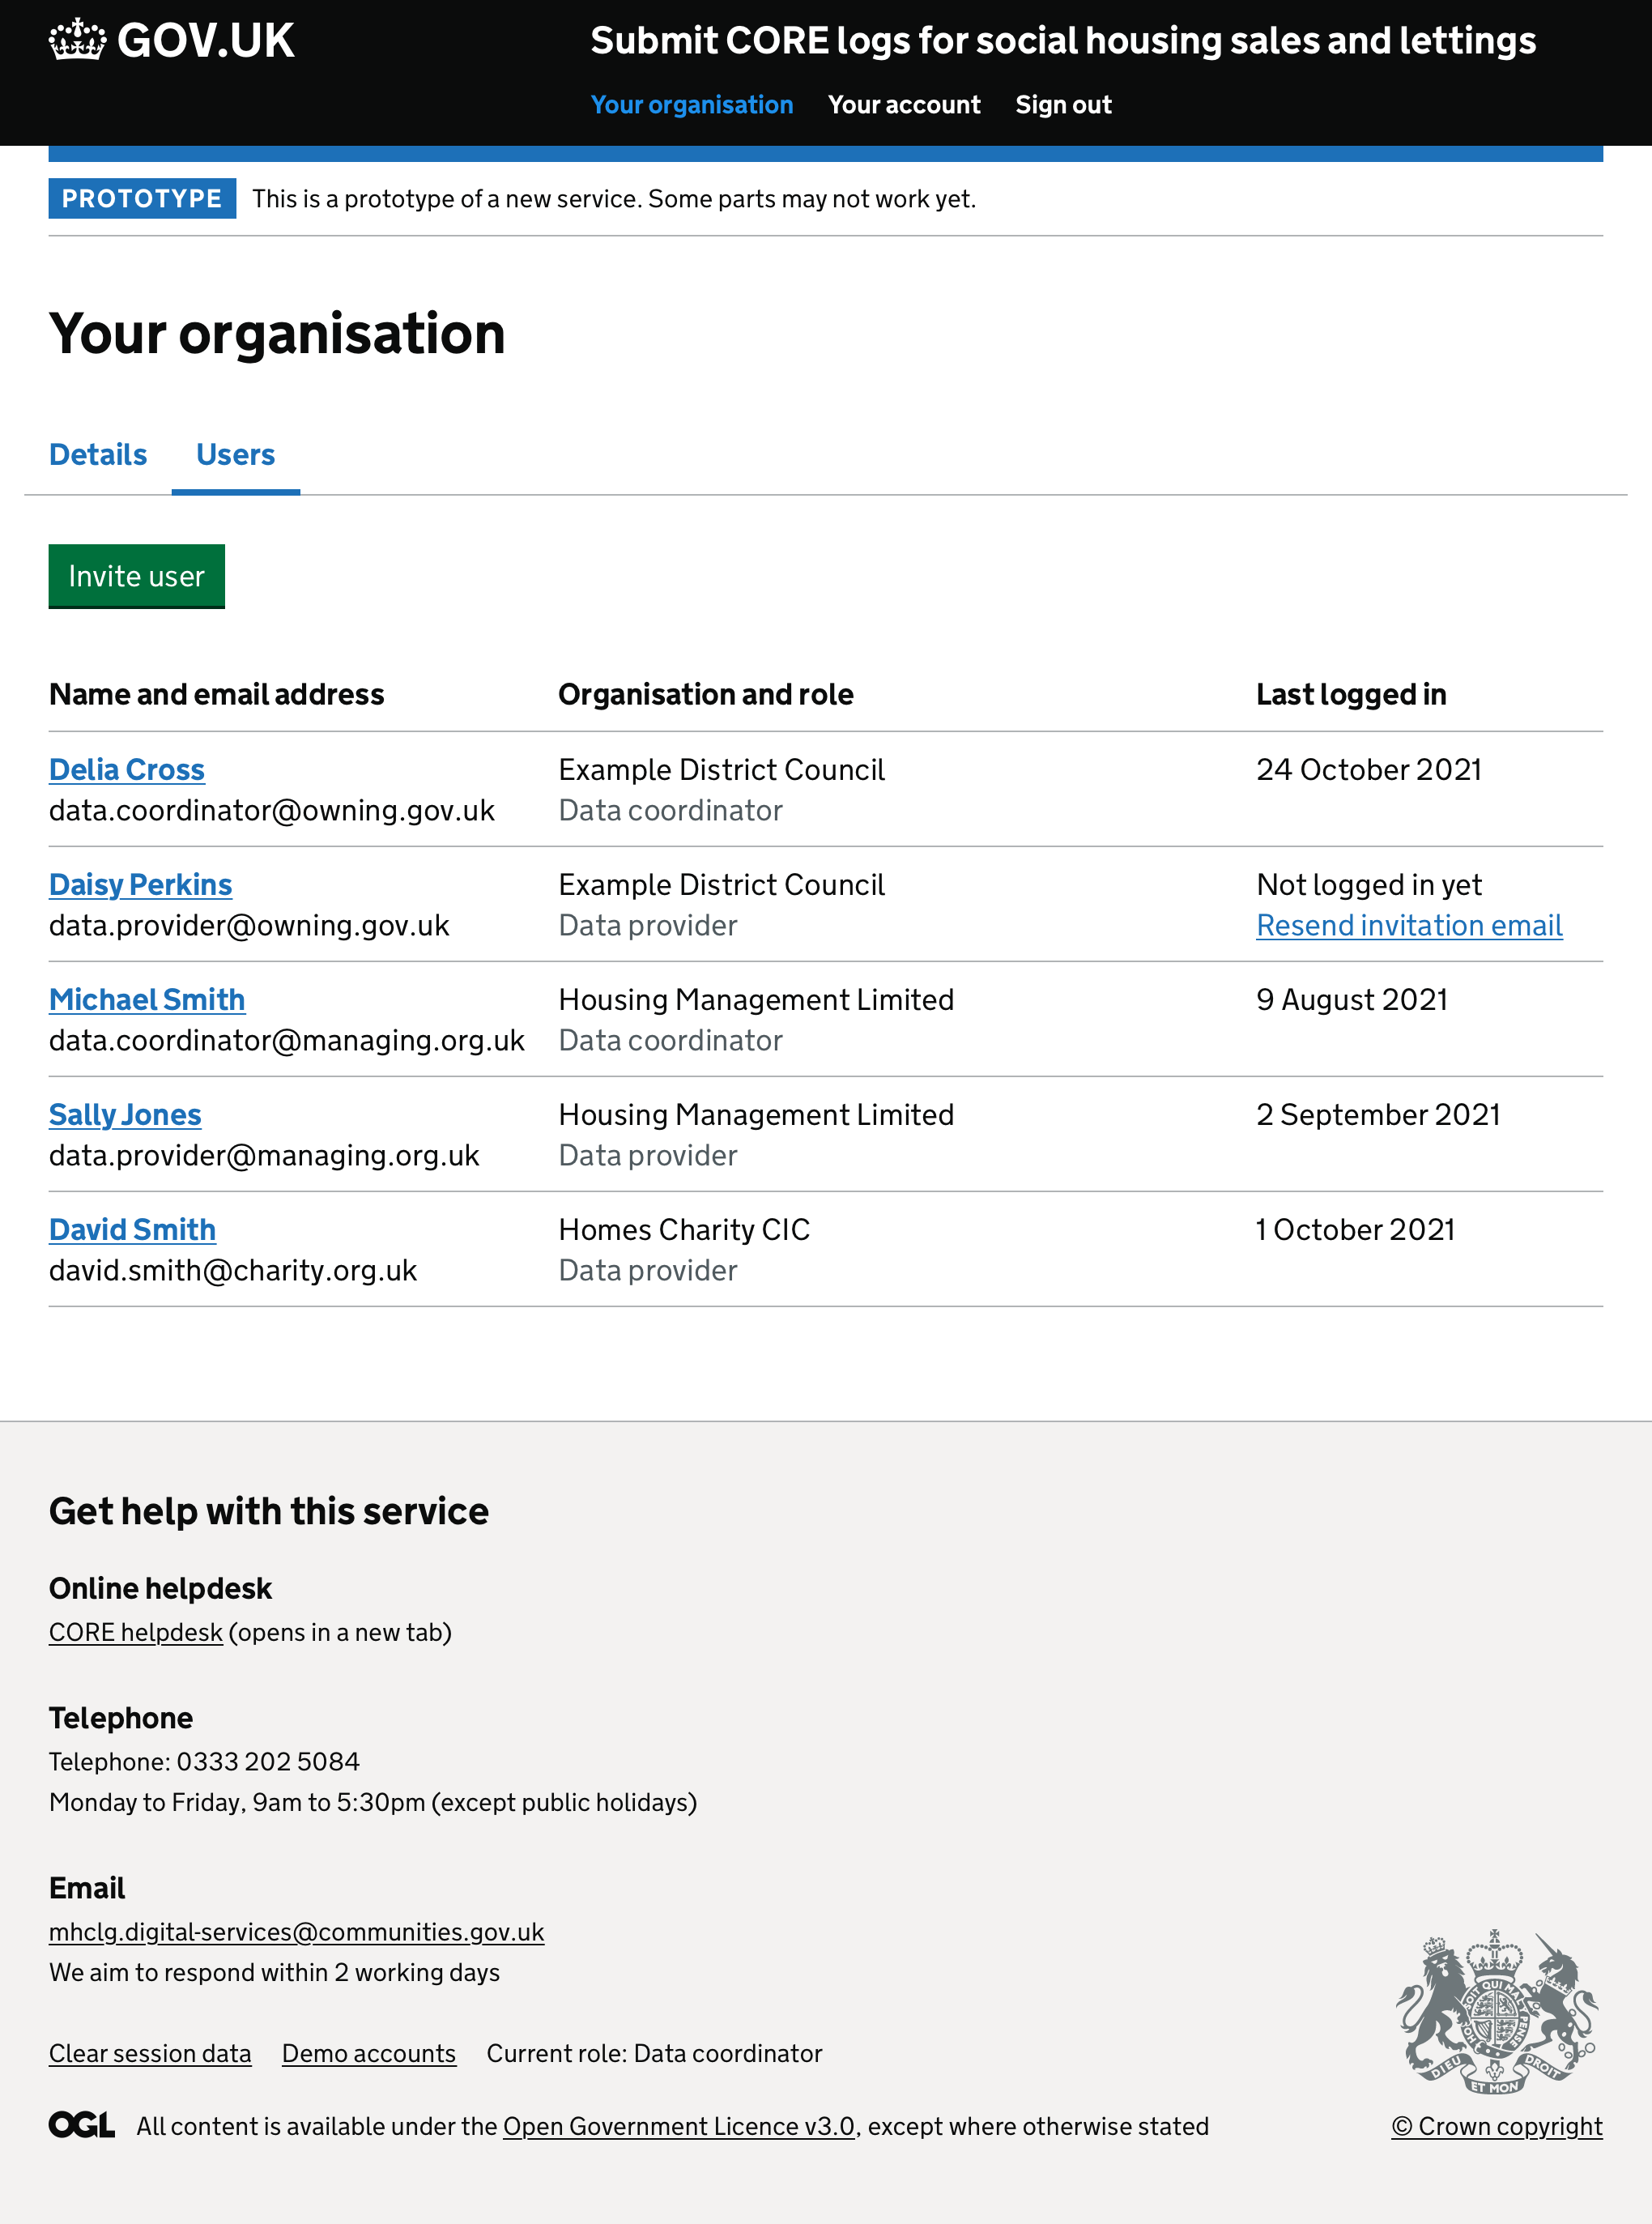 GOV.UK
Submit CORE logs for social housing sales and lettings
Your organisation Your account Sign out
PROTOTYPE This is a prototype of a new service. Some parts may not work yet.
Your organisation
Details Users
Invite user
Name and email address Organisation and role Last logged in
Delia Cross Example District Council 24 October 2021
data.coordinator@owning.gov.uk Data coordinator
Daisy Perkins Example District Council Not logged in yet
data.provider@owning.gov.uk Data provider Resend invitation email
Michael Smith Housing Management Limited 9 August 2021
data.coordinator@managing.org.uk Data coordinator
Sally Jones Housing Management Limited 2 September 2021
data.provider@managing.org.uk Data provider
David Smith Homes Charity CIC 1 October 2021
david.smith@charity.org.uk Data provider
Get help with this service
Online helpdesk
CORE helpdesk (opens in a new tab)
Telephone
Telephone: 0333 202 5084
Monday to Friday, 9am to 5:30pm (except public holidays)
Email
mhclg.digital-services@communities.gov.uk
We aim to respond within 2 working days
Clear session data Demo accounts Current role: Data coordinator
SOIT QUI MAL PENSE HON
DIEU ET MON DROIT
OGL All content is available under the Open Government Licence v3.0, except where otherwise stated
© Crown copyright